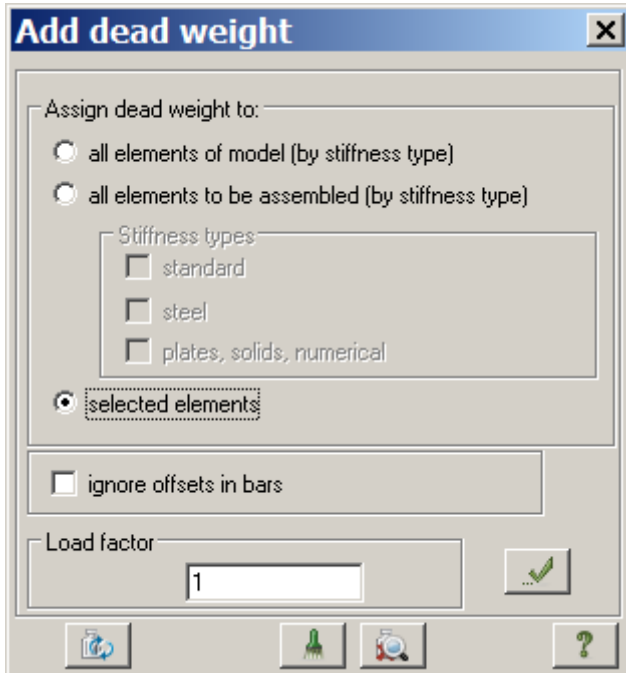 Add dead weight
Assign dead weight to:
all elements of model (by stiffness type)
all elements to be assembled (by stiffness type)
Stiffness types
standard
steel
plates, solids, numerical
selected elements
ignore offsets in bars
Load factor
1
?